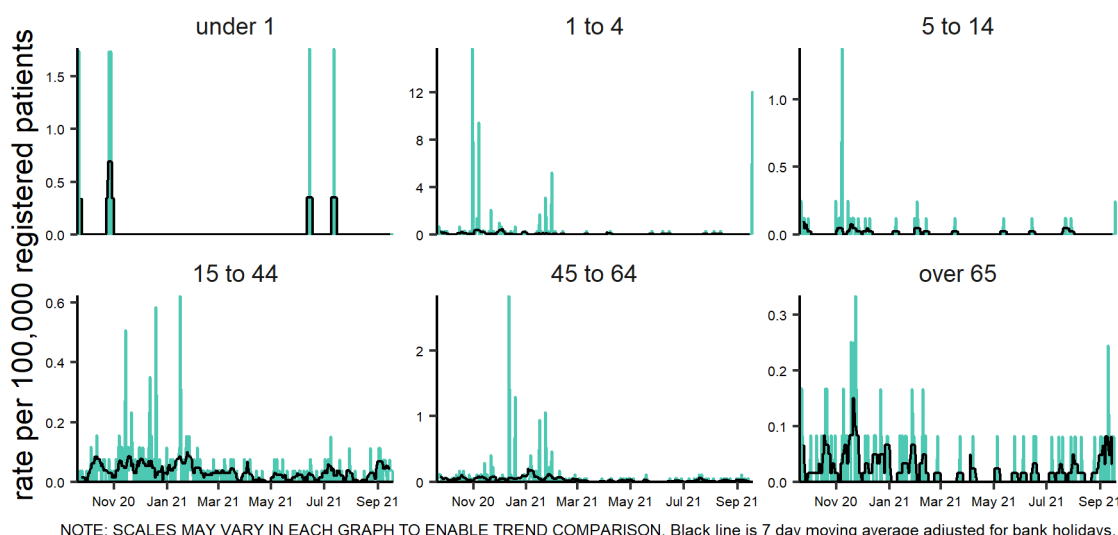 rate per 100,000 registered patients
under 1
1.5
1.0
0.5
0.0
1 to 4
12
8
4
0
5 to 14
1.0
0.5
0.0
15 to 44
0.6
0.4
0.2
0.0
Nov 20 Jan 21 Mar 21 May 21 Jul 21 Sep 21
45 to 64
2
1
0
Nov 20 Jan 21 Mar 21 May 21 Jul 21 Sep 21
over 65
0.3
0.2
0.1
0.0
Nov 20 Jan 21 Mar 21 May 21 Jul 21 Sep 21
NOTE: SCALES MAY VARY IN EACH GRAPH TO ENABLE TREND COMPARISON. Black line is 7 day moving average adjusted for bank holidays.